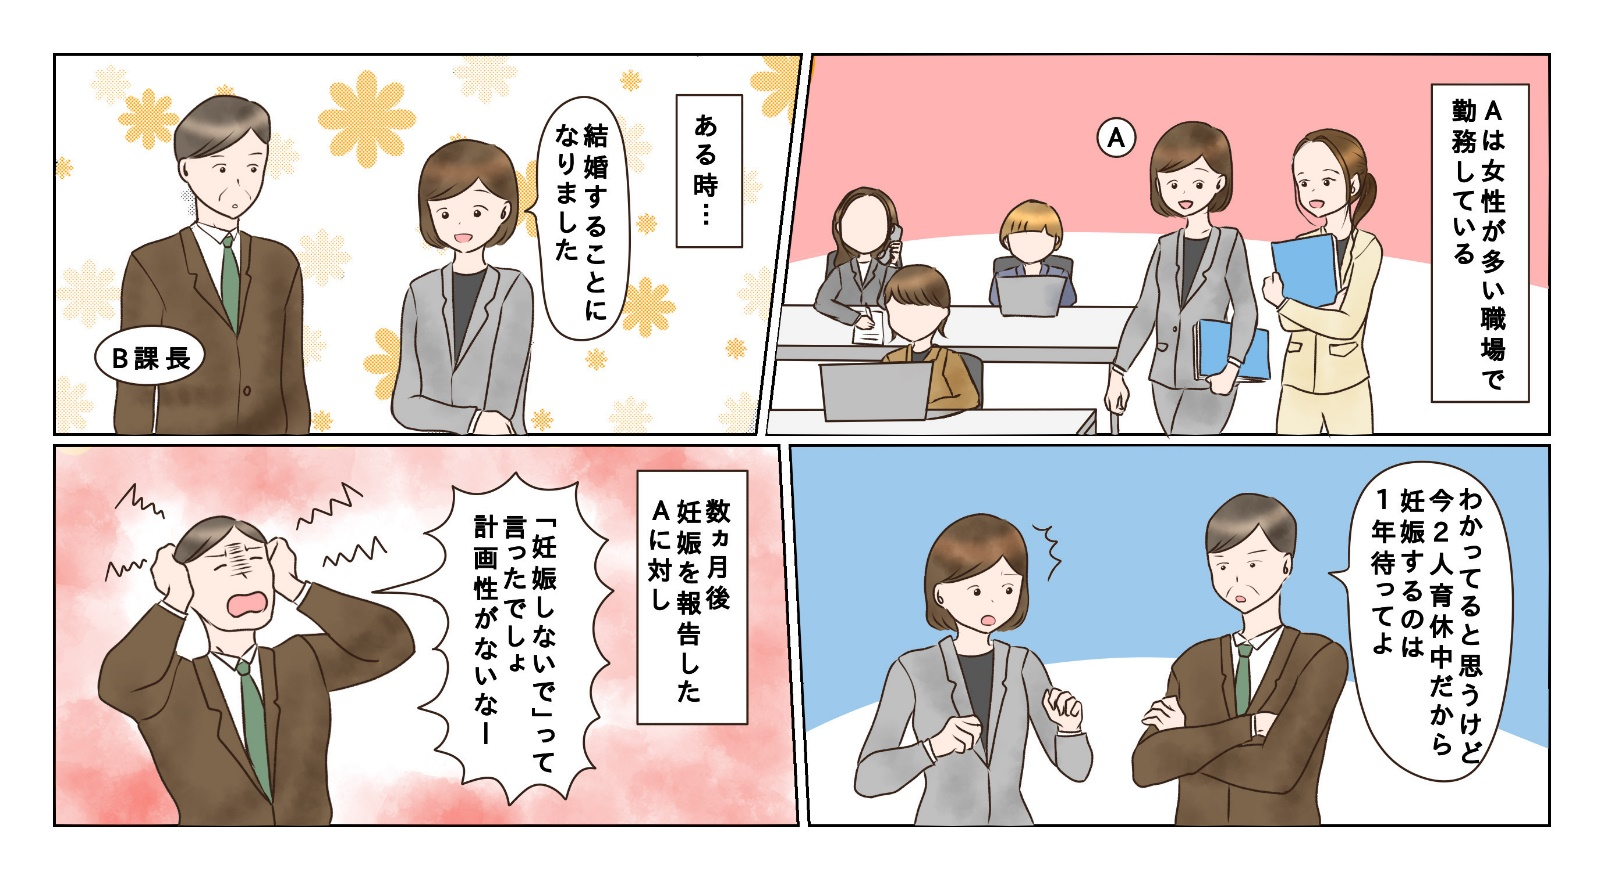 Aは女性が多い職場で
勤務している
A
ある時…
結婚することに
なりました
B課長
わかってると思うけど
今2人育休中だから
妊娠するのは
1年待ってよ
数ヵ月後
妊娠を報告した
Aに対し
「妊娠しないで」って
言ったでしょ
計画性がないなー